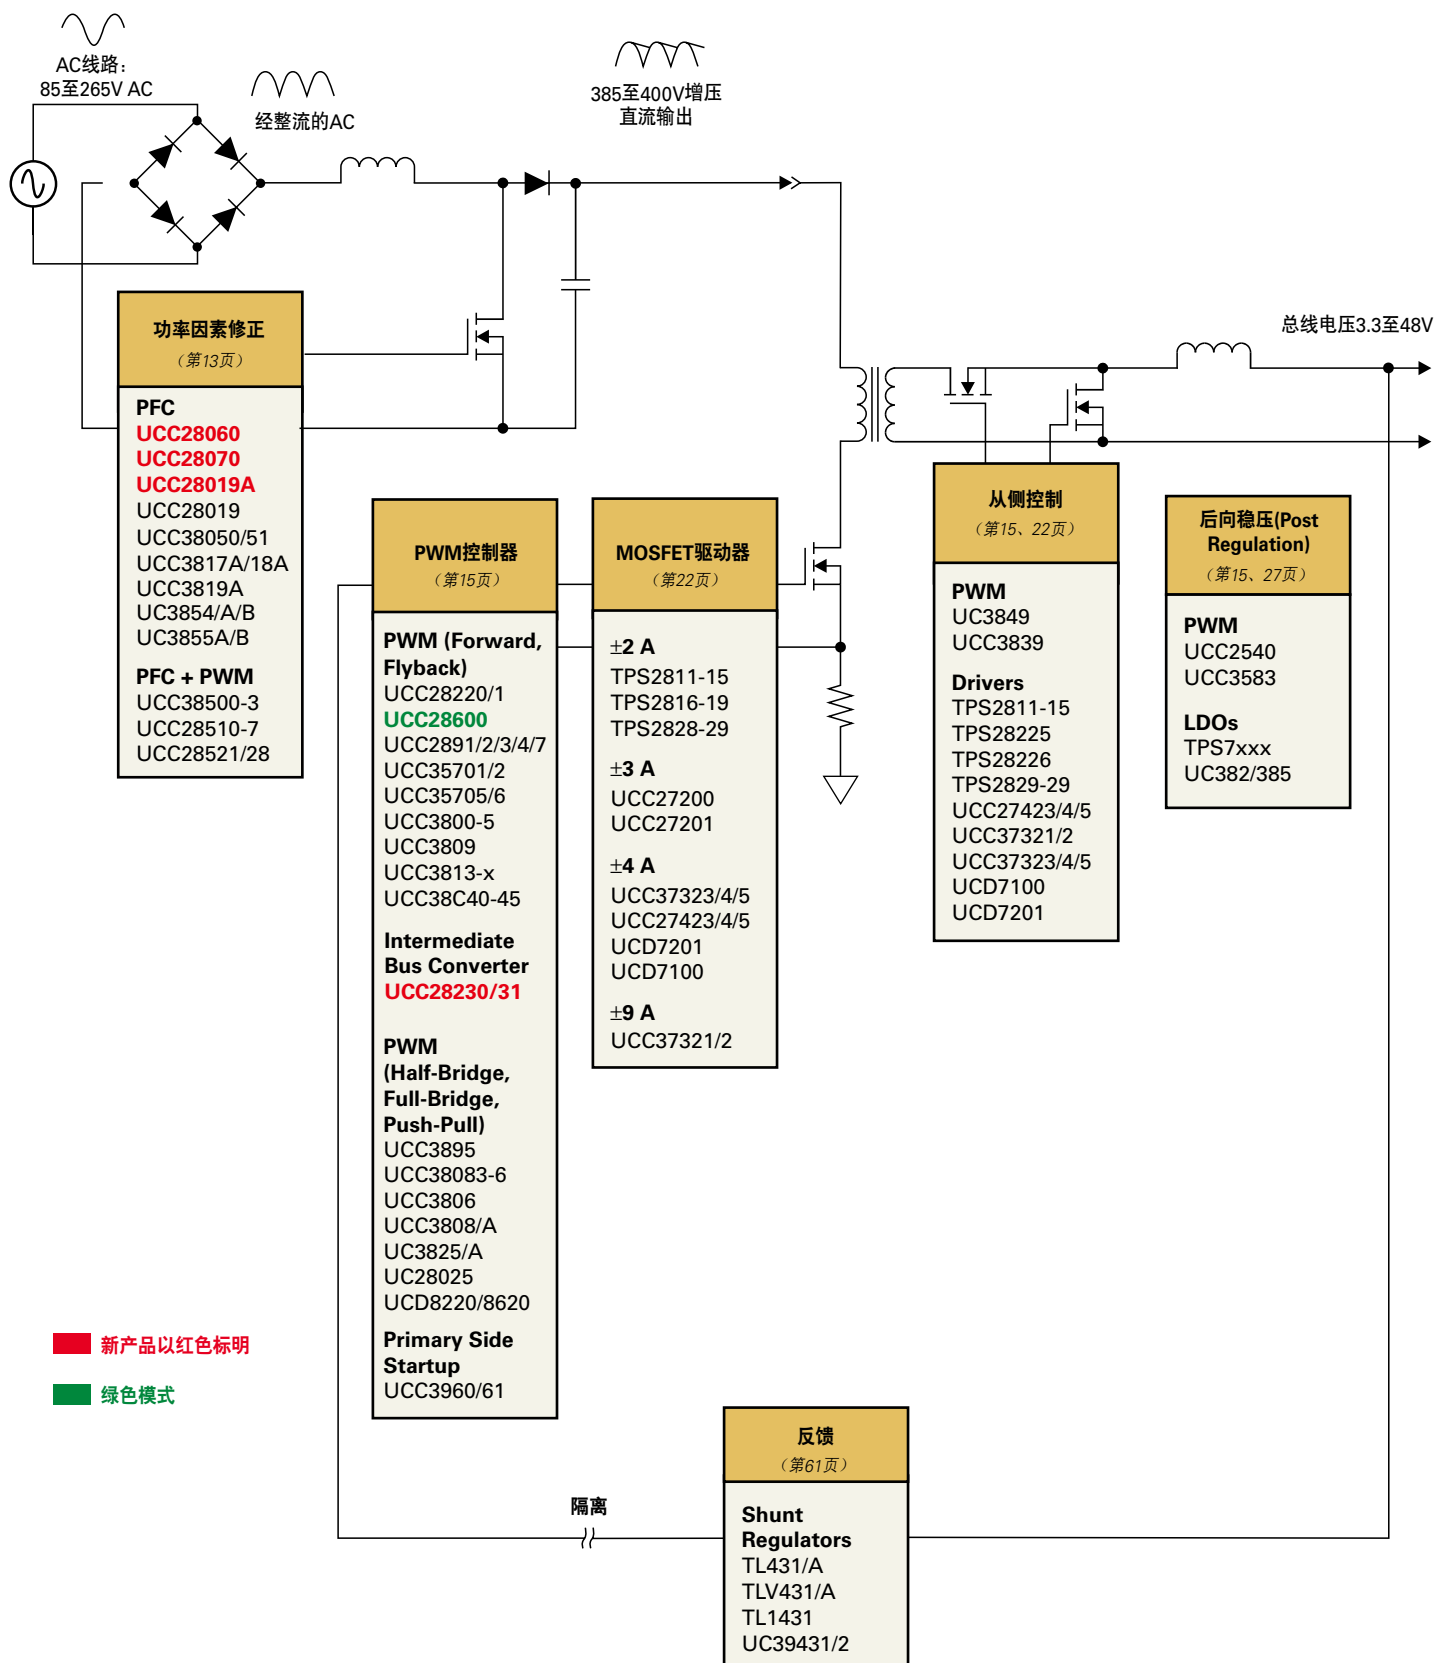 AC线路：
85至265V AC
经整流的AC
385至400V增压
直流输出
总线电压3.3至48V
功率因素修正
（第13页）
PFC
UCC28060
UCC28070
UCC28019A
UCC28019
UCC38050/51
UCC3817A/18A
UCC3819A
UC3854/A/B
UC3855A/B
PFC + PWM
UCC38500-3
UCC28510-7
UCC28521/28
PWM控制器
（第15页）
PWM (Forward,
Flyback)
UCC28220/1
UCC28600
UCC2891/2/3/4/7
UCC35701/2
UCC35705/6
UCC3800-5
UCC3809
UCC3813-x
UCC38C40-45
Intermediate
Bus Converter
UCC28230/31
PWM
(Half-Bridge,
Full-Bridge,
Push-Pull)
UCC3895
UCC38083-6
UCC3806
UCC3808/A
UC3825/A
UC28025
UCD8220/8620
Primary Side
Startup
UCC3960/61
MOSFET驱动器
（第22页）
±2 A
TPS2811-15
TPS2816-19
TPS2828-29
±3 A
UCC27200
UCC27201
±4 A
UCC37323/4/5
UCC27423/4/5
UCD7201
UCD7100
±9 A
UCC37321/2
从侧控制
（第15、22页）
PWM
UC3849
UCC3839
Drivers
TPS2811-15
TPS28225
TPS28226
TPS2829-29
UCC27423/4/5
UCC37321/2
UCC37323/4/5
UCD7100
UCD7201
后向稳压(Post
Regulation)
（第15、27页）
PWM
UCC2540
UCC3583
LDOs
TPS7xxx
UC382/385
新产品以红色标明
绿色模式
隔离
反馈
（第61页）
Shunt
Regulators
TL431/A
TLV431/A
TL1431
UC39431/2